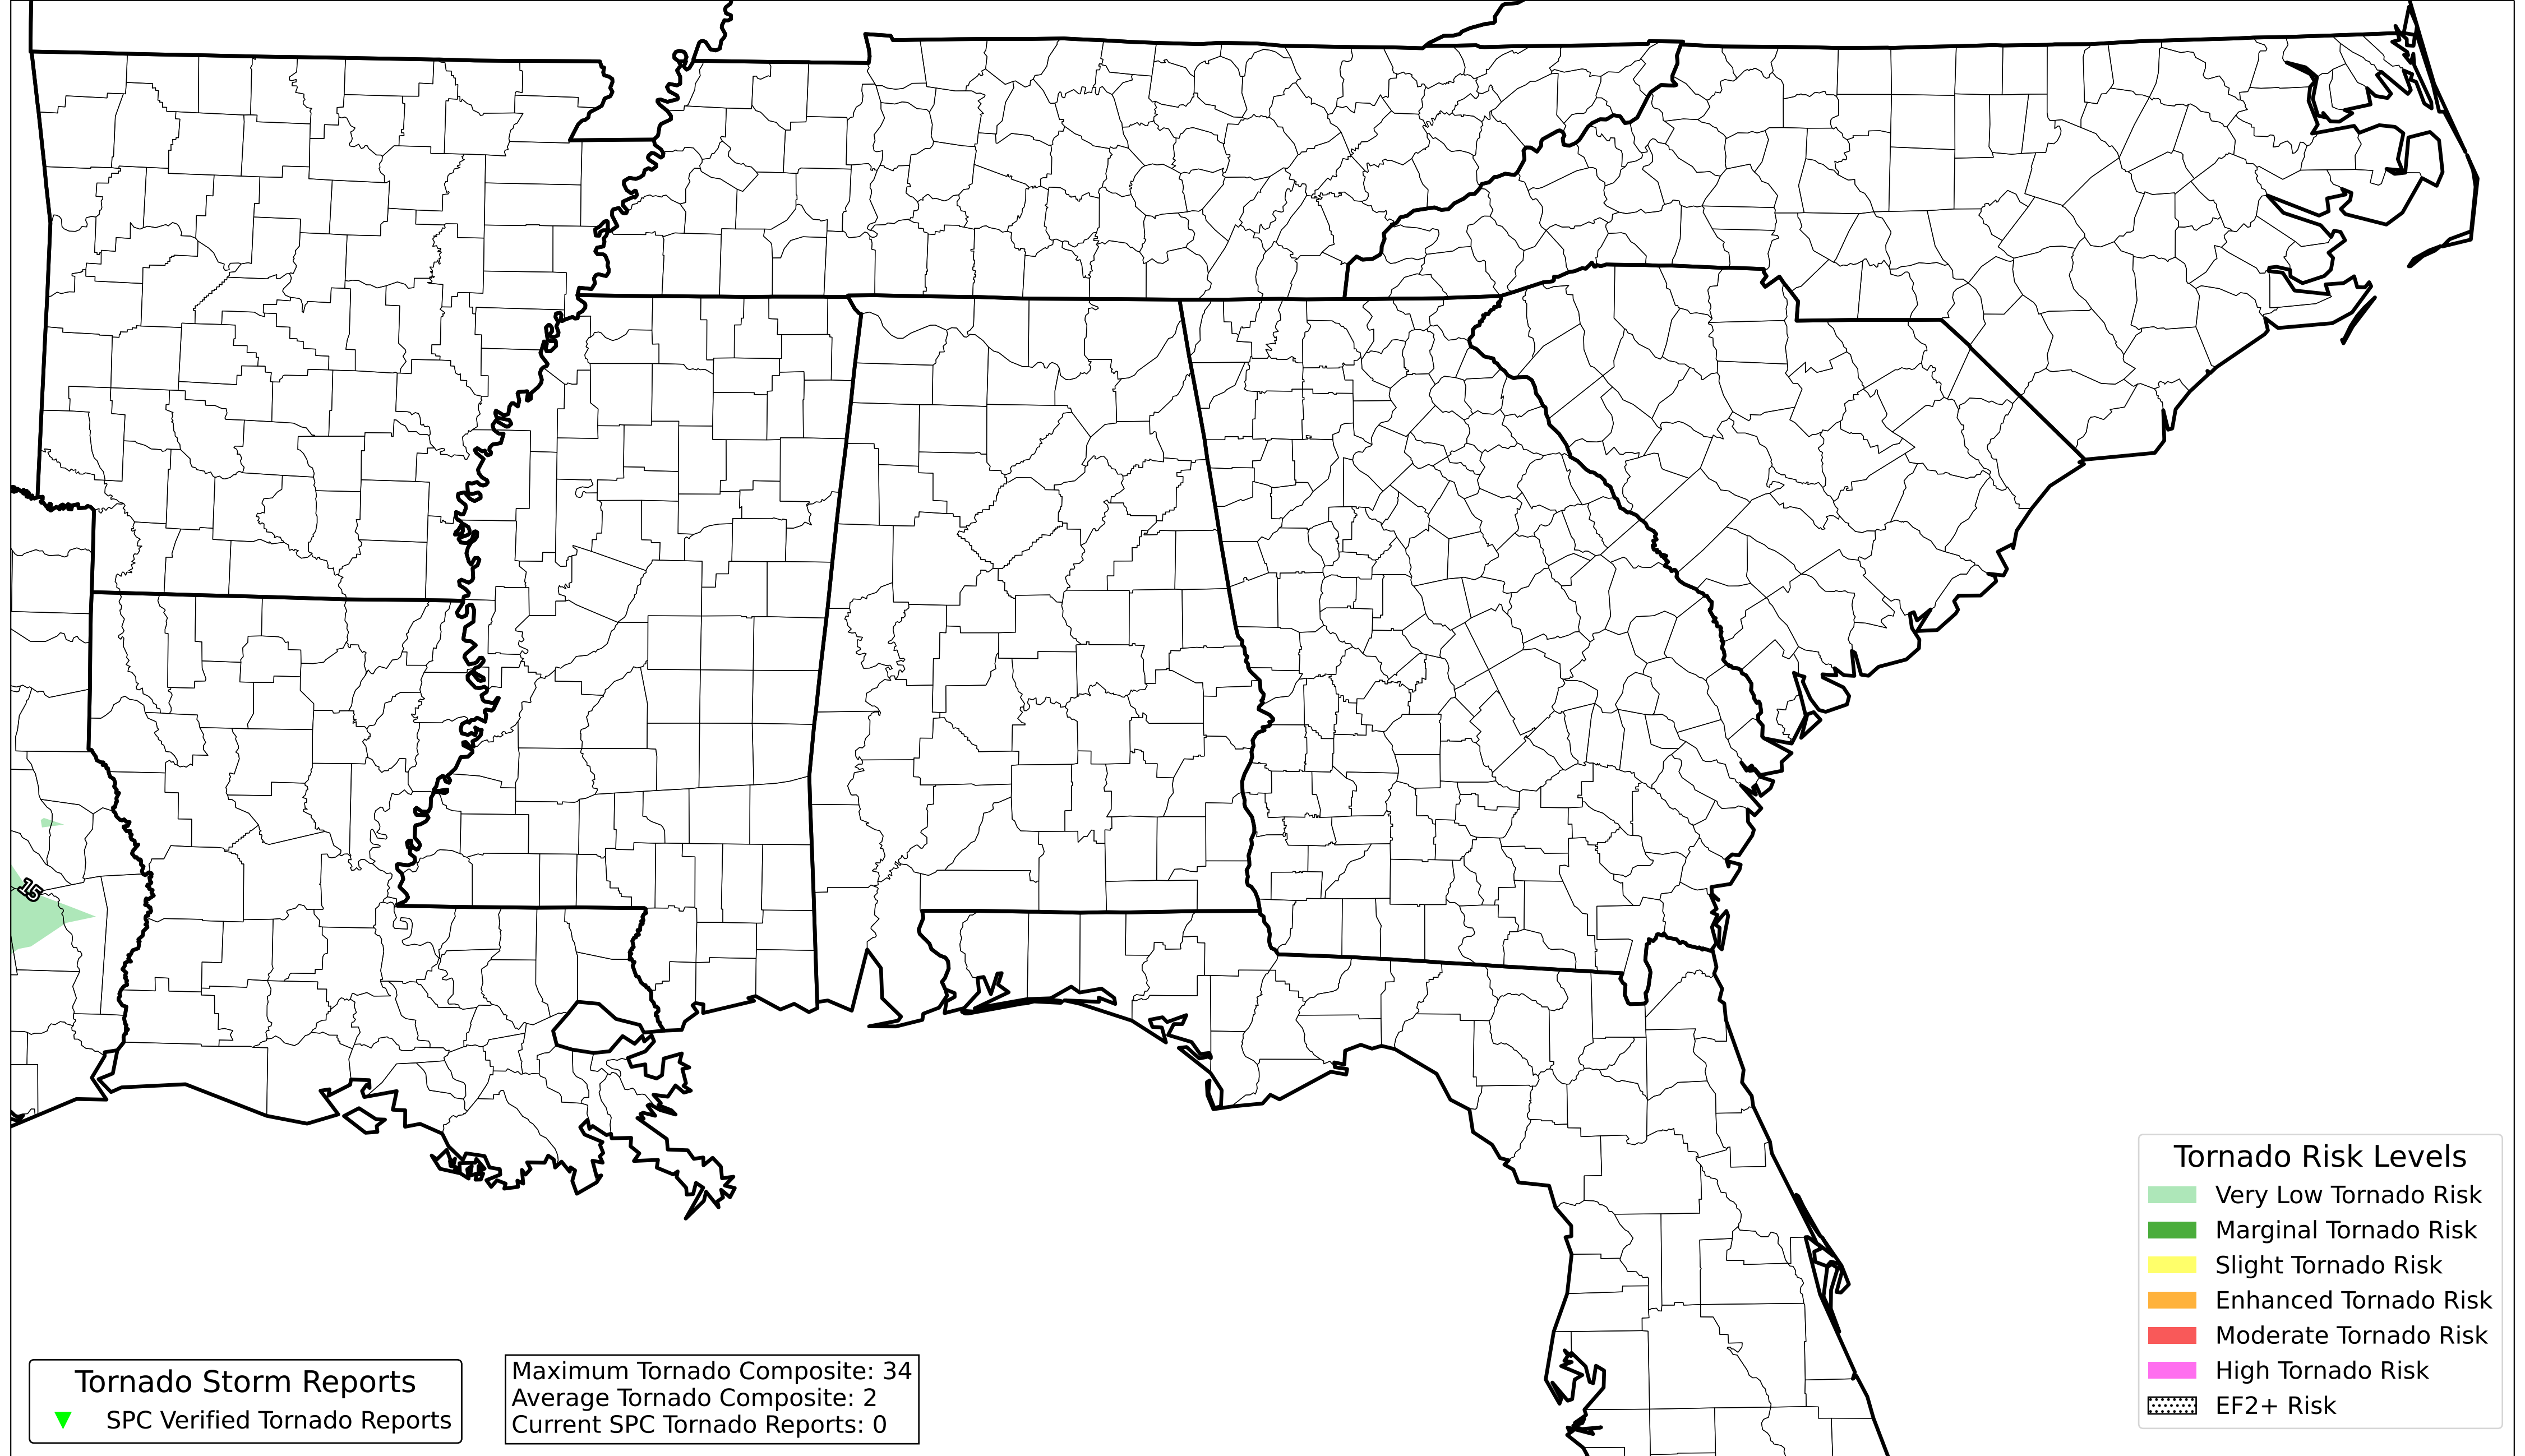 15
Tornado Risk Levels
Very Low Tornado Risk
Marginal Tornado Risk
Slight Tornado Risk
Enhanced Tornado Risk
Moderate Tornado Risk
High Tornado Risk
EF2+ Risk
Tornado Storm Reports
SPC Verified Tornado Reports
Maximum Tornado Composite: 34
Average Tornado Composite: 2
Current SPC Tornado Reports: 0